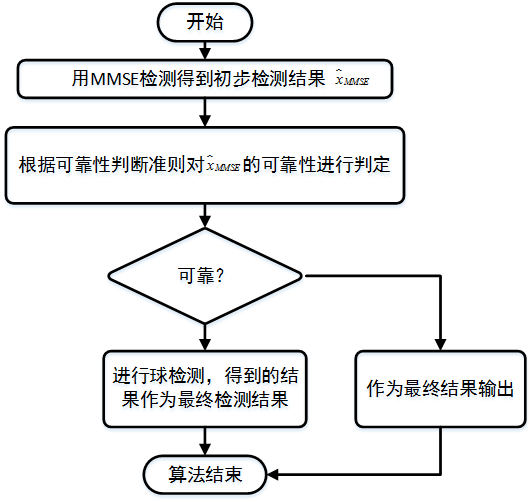 开始
用MMSE检测得到初步检测结果 x̂MMSE
根据可靠性判断准则对x̂MMSE的可靠性进行判定
可靠?
进行球检测，得到的结
果作为最终检测结果
作为最终结果输出
算法结束